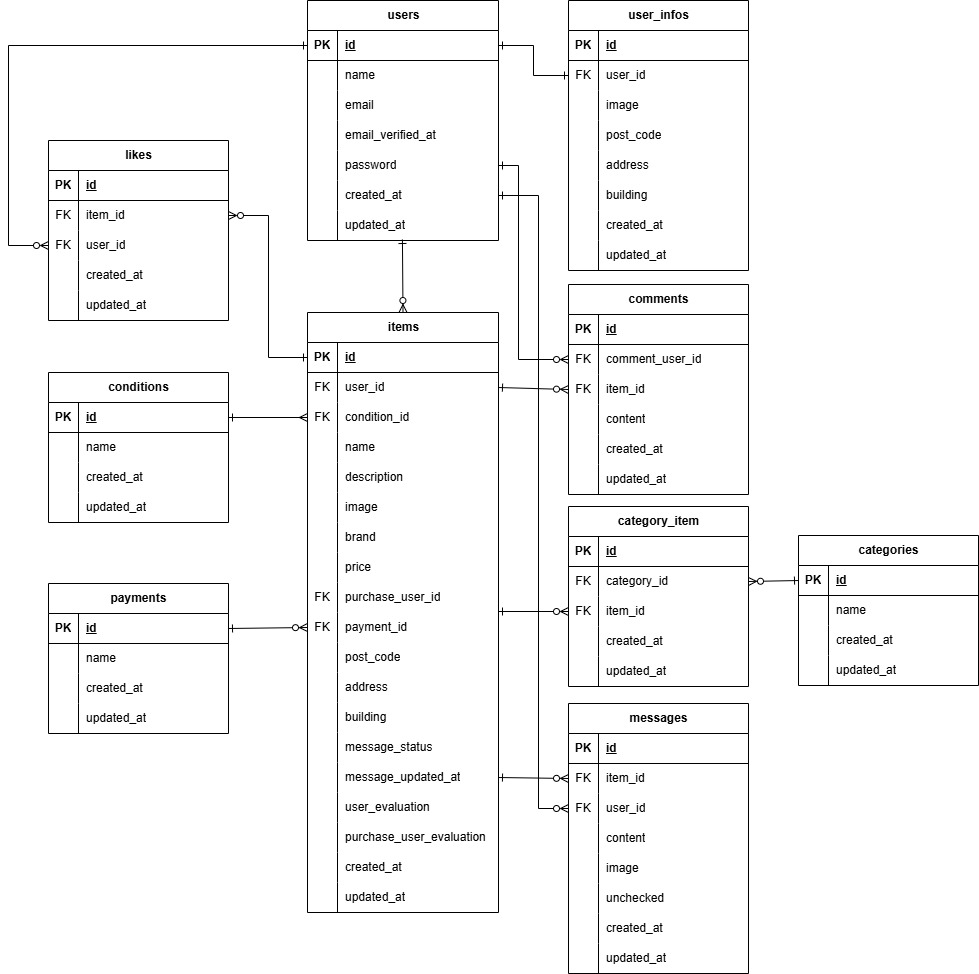 users
PK id
name
email
email_verified_at
password
created_at
updated_at
user_infos
PK id
FK user_id
image
post_code
address
building
created_at
updated_at
likes
PK id
FK item_id
FK user_id
created_at
updated_at
items
PK id
FK user_id
FK condition_id
name
description
image
brand
price
FK purchase_user_id
FK payment_id
post_code
address
building
message_status
message_updated_at
user_evaluation
purchase_user_evaluation
created_at
updated_at
comments
PK id
FK comment_user_id
FK item_id
content
created_at
updated_at
conditions
PK id
name
created_at
updated_at
category_item
PK id
FK category_id
FK item_id
created_at
updated_at
categories
PK id
name
created_at
updated_at
payments
PK id
name
created_at
updated_at
messages
PK id
FK item_id
FK user_id
content
image
unchecked
created_at
updated_at